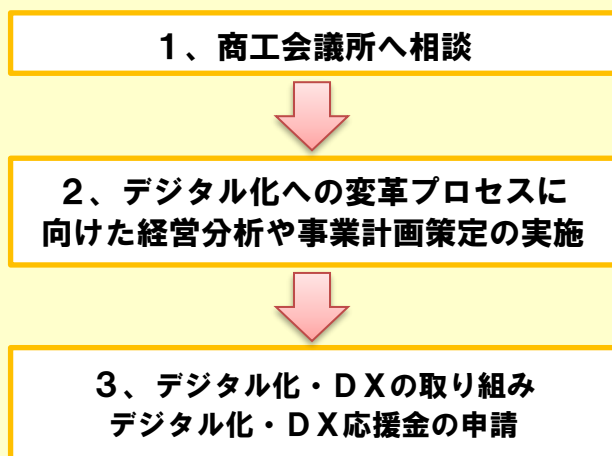 １、商工会議所へ相談
２、デジタル化への変革プロセスに
向けた経営分析や事業計画策定の実施
３、デジタル化・ＤＸの取り組み
デジタル化・ＤＸ応援金の申請